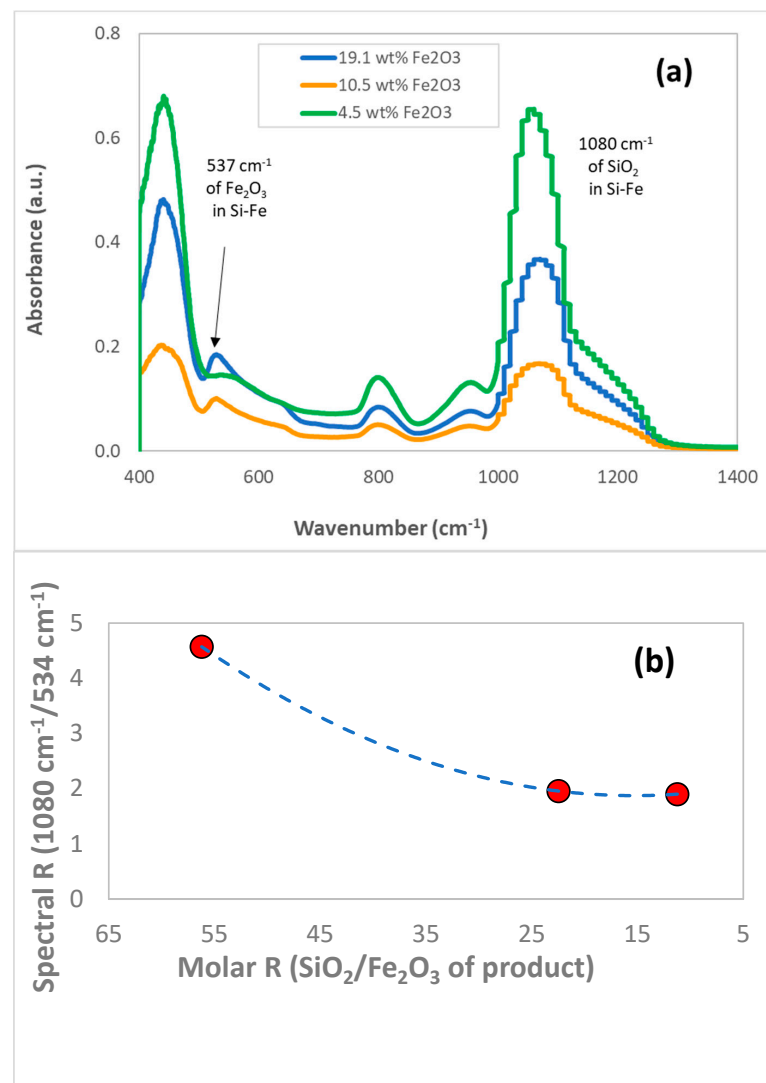 0.8
0.6
0.4
0.2
0.0
Absorbance (a.u.)
19.1 wt% Fe2O3
10.5 wt% Fe2O3
4.5 wt% Fe2O3
(a)
537 cm⁻¹
of Fe₂O₃
in Si-Fe
1080 cm⁻¹
of SiO₂
in Si-Fe
400 600 800 1000 1200 1400
Wavenumber (cm⁻¹)
Spectral R (1080 cm⁻¹/534 cm⁻¹)
5
4
3
2
1
0
(b)
65 55 45 35 25 15 5
Molar R (SiO₂/Fe₂O₃ of product)